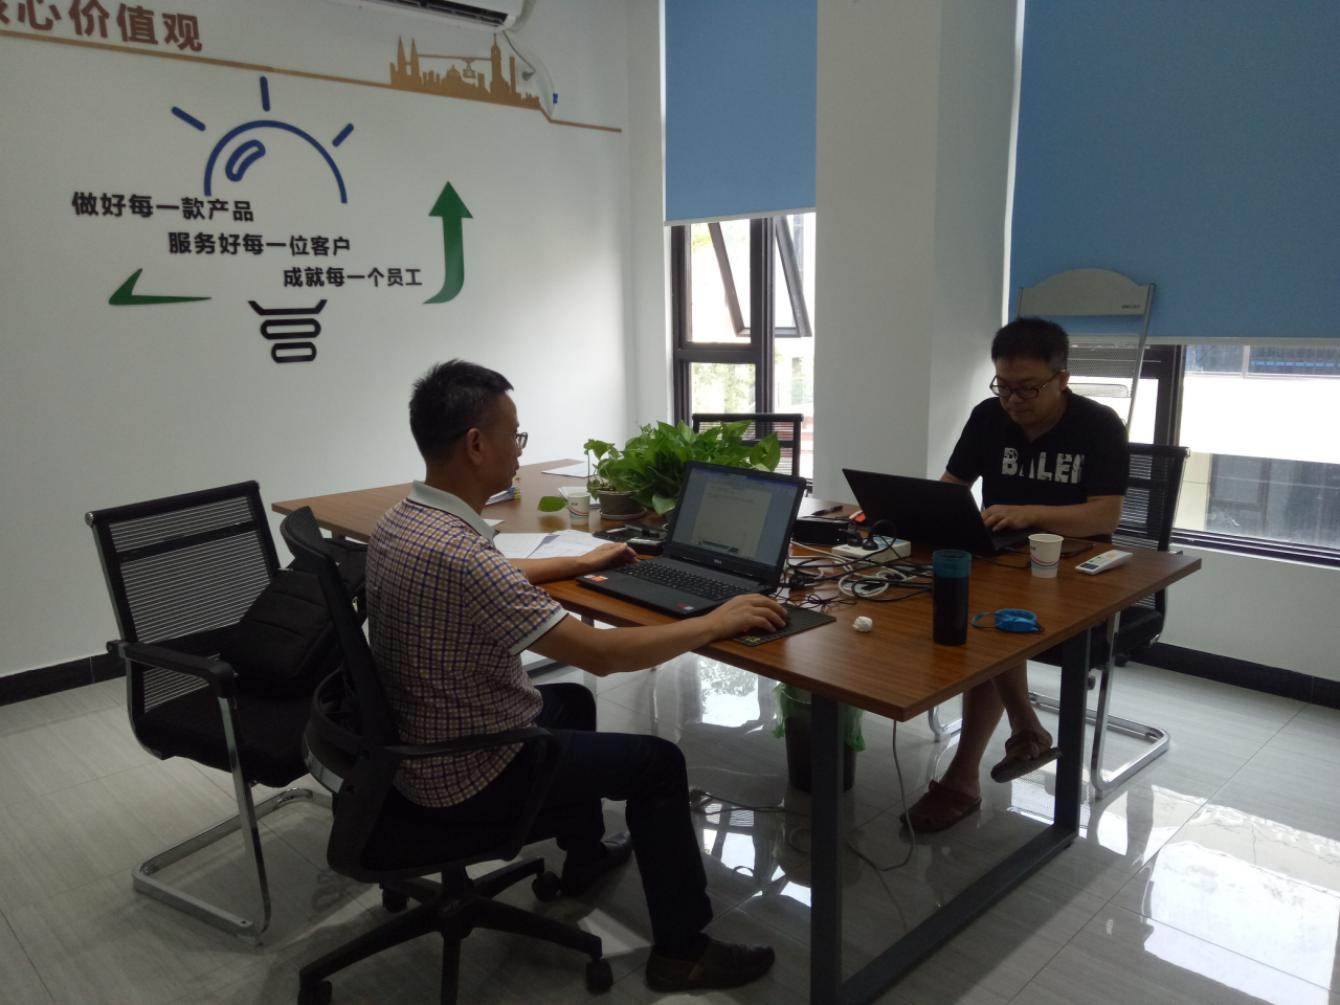 核心价值观
做好每一款产品
服务好每一位客户
成就每一个员工